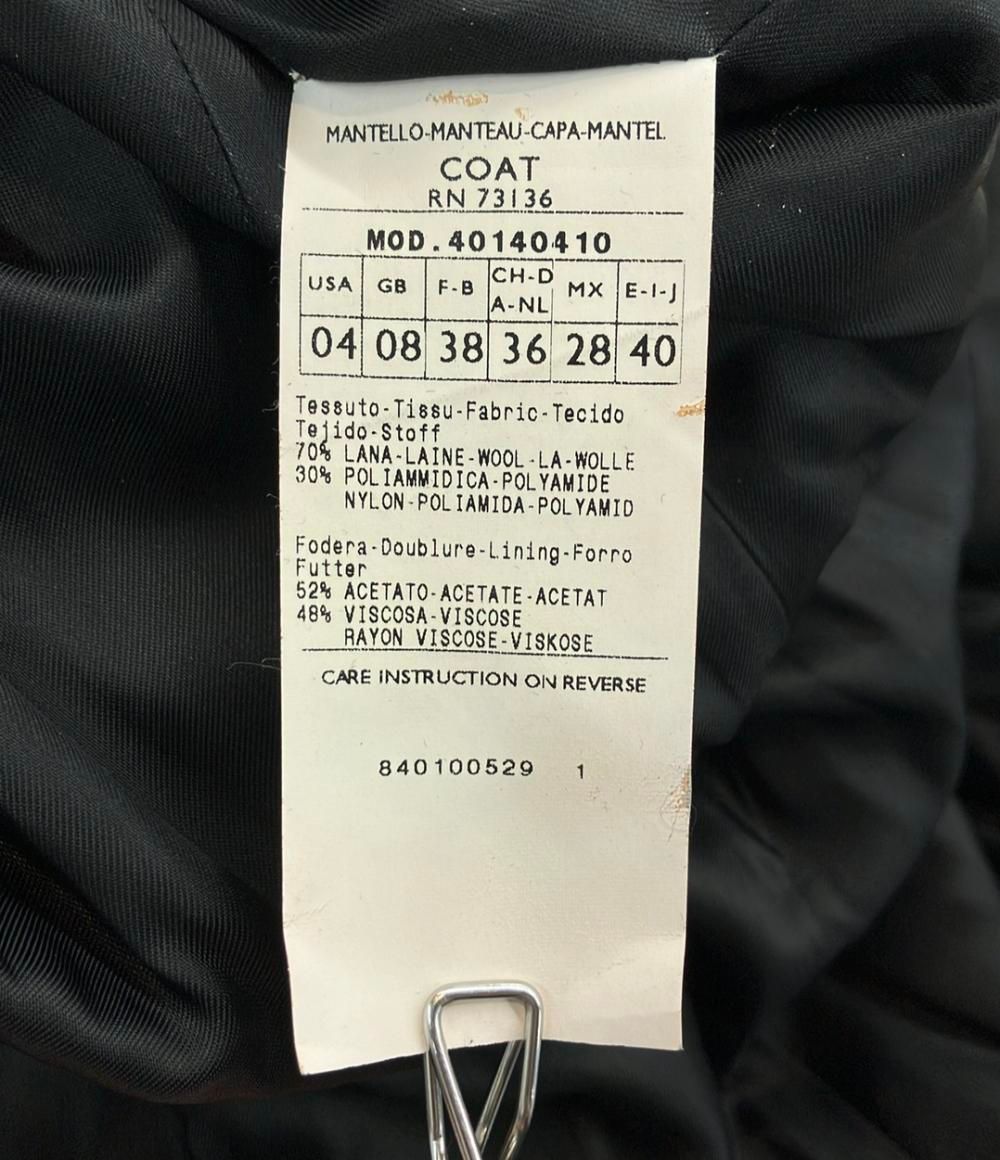 MANTELLO-MANTEAU-CAPA-MANTEL
COAT
RN 73136
MOD. 40140410
USA GB F-B CH-D A-NL MX E-I-J
04 08 38 36 28 40
Tessuto-Tissu-Fabric-Tecido
Tejido-Stoff
70% LANA-LAINE-WOOL-LA-WOLLE
30% POLIAMMIDICA-POLYAMIDE
NYLON-POLIAMIDA-POLYAMID
Fodera-Doublure-Lining-Forro
Futter
52% ACETATO-ACETATE-ACETAT
48% VISCOSA-VISCOSE
RAYON VISCOSE-VISKOSE
CARE INSTRUCTION ON REVERSE
840100529 1